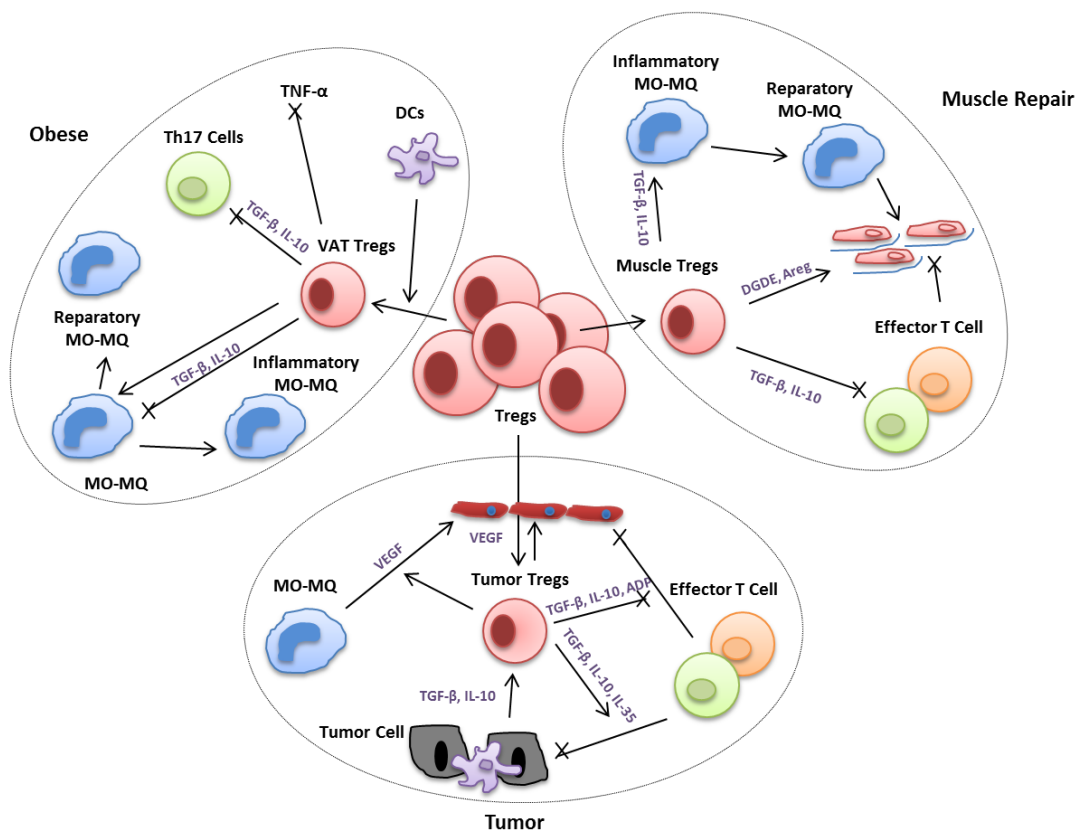 Obese
TNF-α
DCs
Th17 Cells
TGF-β, IL-10
VAT Tregs
Reparatory
MO-MQ
TGF-β, IL-10
Inflammatory
MO-MQ
MO-MQ
Tregs
Muscle Repair
Inflammatory
MO-MQ
Reparatory
MO-MQ
TGF-β, IL-10
Muscle Tregs
DGDE, Areg
Effector T Cell
TGF-β, IL-10
VEGF
VEGF
Tumor Tregs
MO-MQ
TGF-β, IL-10, ADP
Effector T Cell
TGF-β, IL-10, IL-35
TGF-β, IL-10
Tumor Cell
Tumor